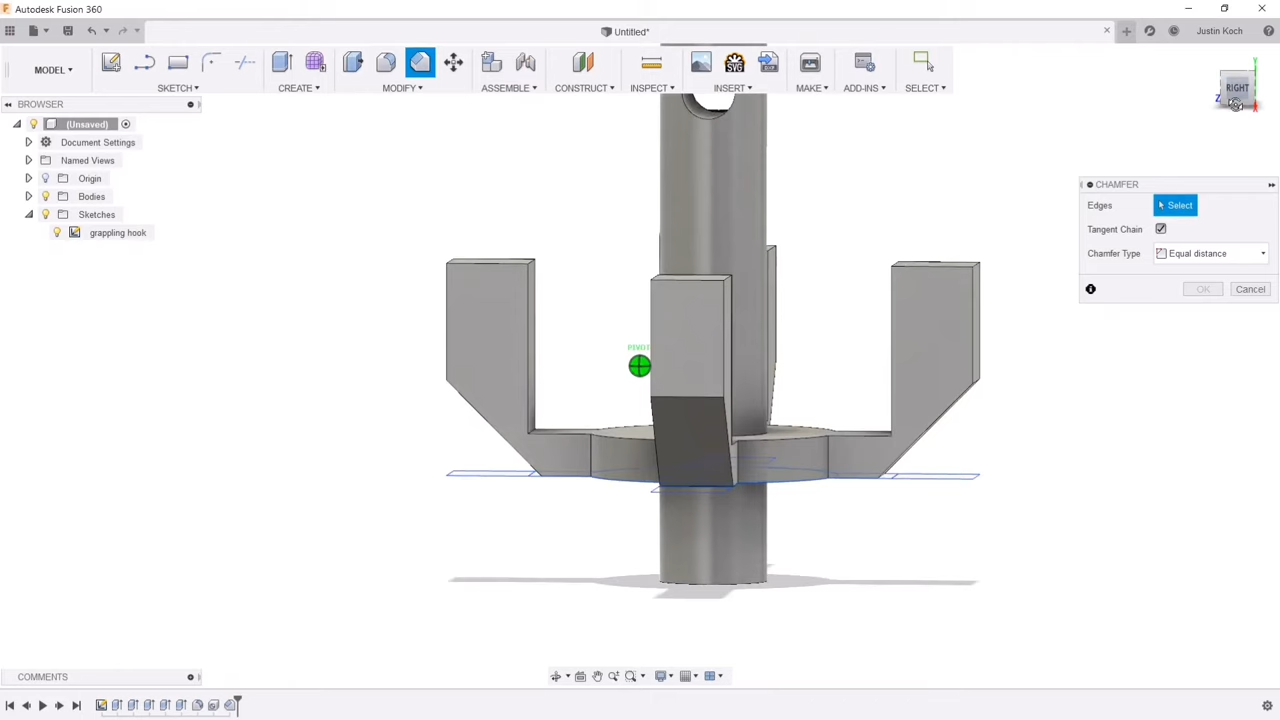 Autodesk Fusion 360
Untitled*
Justin Koch
MODEL
SKETCH
CREATE
MODIFY
ASSEMBLE
CONSTRUCT
INSPECT
INSERT
MAKE
ADD-INS
SELECT
SVG
DXF
Y
RIGHT
Z
X
BROWSER
(Unsaved)
Document Settings
Named Views
Origin
Bodies
Sketches
grappling hook
CHAMFER
Edges
Select
Tangent Chain
Chamfer Type
Equal distance
OK
Cancel
PIVOT
COMMENTS